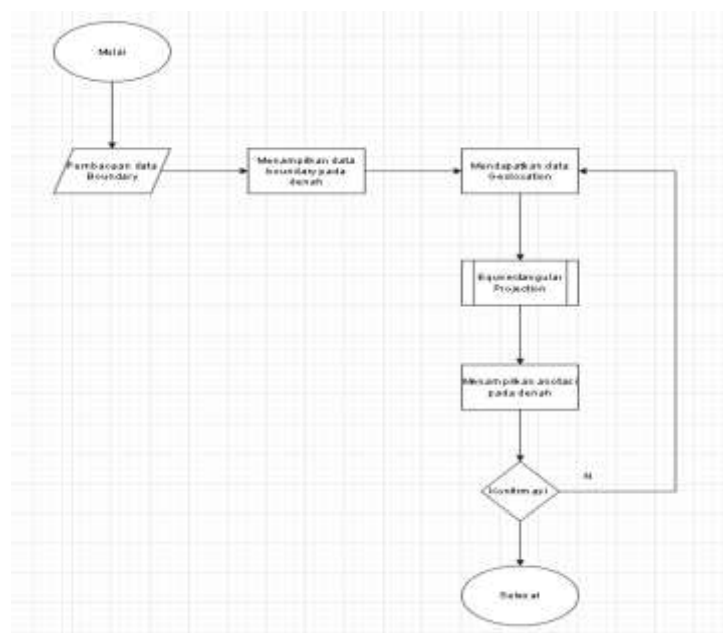 Mulai
Pembacaan data
Boundary
Menampilkan data
boundary pada
denah
Mendapatkan data
Geolocation
Equirectangular
Projection
Menampilkan anotasi
pada denah
Konfirmasi
N
Selesai